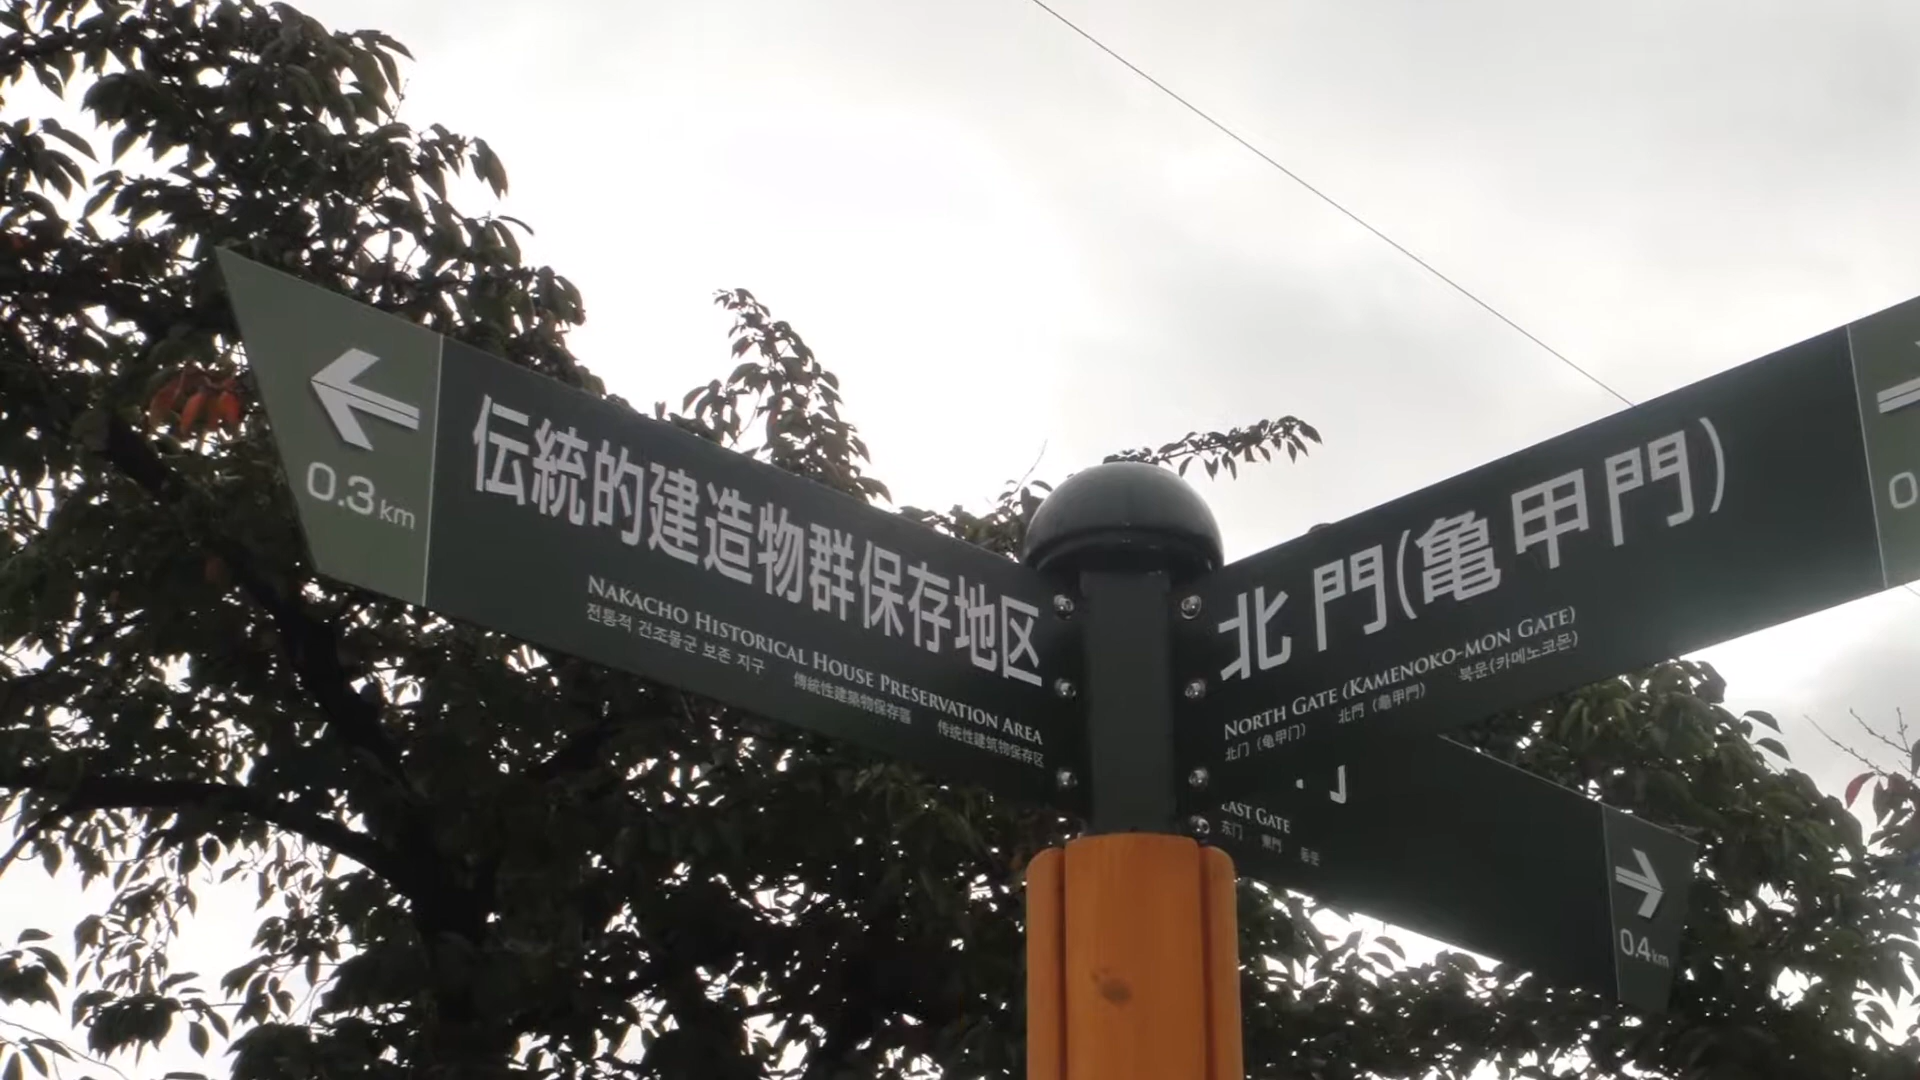 伝統的建造物群保存地区
NAKACHO HISTORICAL HOUSE PRESERVATION AREA
전통적 건조물군 보존 지구 傳統性建築物保存區 传统性建筑物保存区
0.3km
北門(亀甲門)
NORTH GATE (KAMENOKO-MON GATE)
北门（亀甲门） 北門（亀甲門） 북문(카메노코몬)
EAST GATE
东门 東門 동문
0.4km